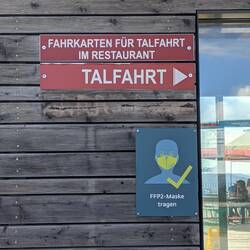 FAHRKARTEN FÜR TALFAHRT
IM RESTAURANT
TALFAHRT
FFP2-Maske
tragen